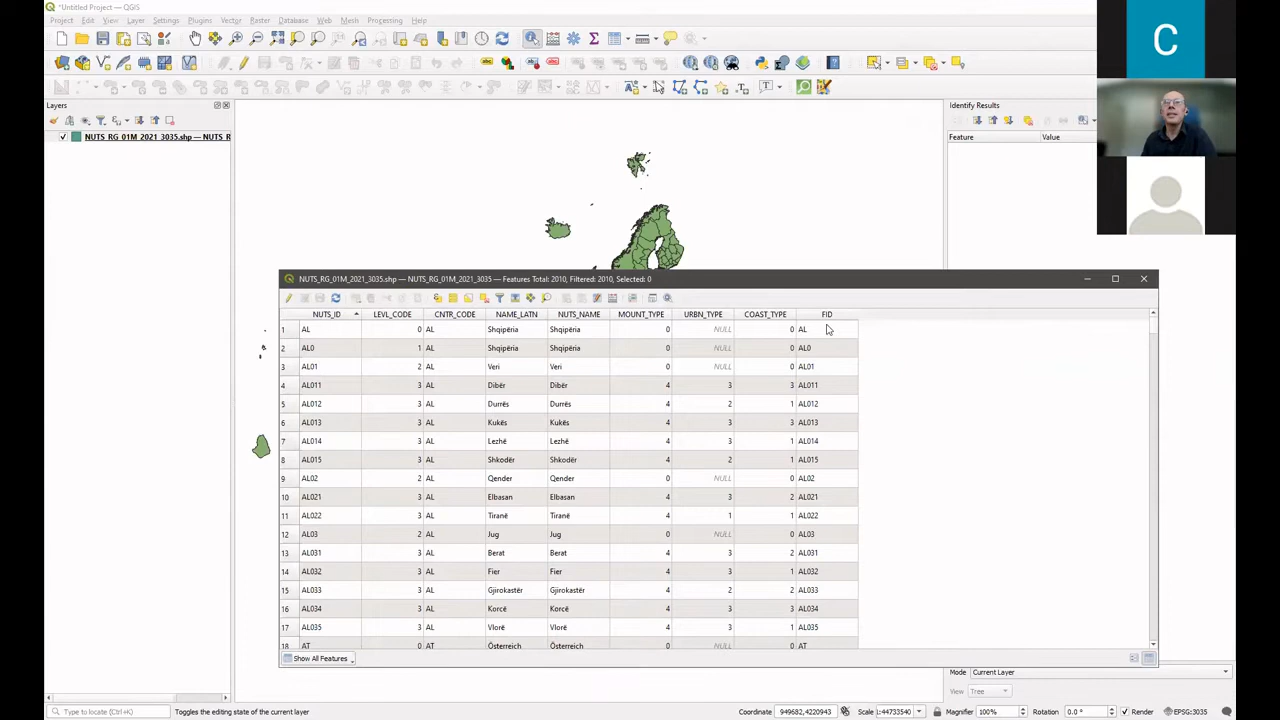 *Untitled Project — QGIS
Project Edit View Layer Settings Plugins Vector Raster Database Web Mesh Processing Help
C
Layers
NUTS_RG_01M_2021_3035.shp — NUTS_R
Identify Results
Feature Value
NUTS_RG_01M_2021_3035.shp — NUTS_RG_01M_2021_3035 — Features Total: 2010, Filtered: 2010, Selected: 0
NUTS_ID LEVL_CODE CNTR_CODE NAME_LATN NUTS_NAME MOUNT_TYPE URBN_TYPE COAST_TYPE FID
1 AL 0 AL Shqipëria Shqipëria 0 NULL 0 AL
2 AL0 1 AL Shqipëria Shqipëria 0 NULL 0 AL0
3 AL01 2 AL Veri Veri 0 NULL 0 AL01
4 AL011 3 AL Dibër Dibër 4 3 3 AL011
5 AL012 3 AL Durrës Durrës 4 2 1 AL012
6 AL013 3 AL Kukës Kukës 4 3 3 AL013
7 AL014 3 AL Lezhë Lezhë 4 3 1 AL014
8 AL015 3 AL Shkodër Shkodër 4 2 1 AL015
9 AL02 2 AL Qender Qender 0 NULL 0 AL02
10 AL021 3 AL Elbasan Elbasan 4 3 2 AL021
11 AL022 3 AL Tiranë Tiranë 4 1 1 AL022
12 AL03 2 AL Jug Jug 0 NULL 0 AL03
13 AL031 3 AL Berat Berat 4 3 2 AL031
14 AL032 3 AL Fier Fier 4 3 1 AL032
15 AL033 3 AL Gjirokastër Gjirokastër 4 2 2 AL033
16 AL034 3 AL Korcë Korcë 4 3 3 AL034
17 AL035 3 AL Vlorë Vlorë 4 3 1 AL035
18 AT 0 AT Österreich Österreich 0 NULL 0 AT
Show All Features
Mode Current Layer
View Tree
Type to locate (Ctrl+K) Toggles the editing state of the current layer Coordinate 949682,4220943 Scale 1:44733540 Magnifier 100% Rotation 0.0 ° Render EPSG:3035